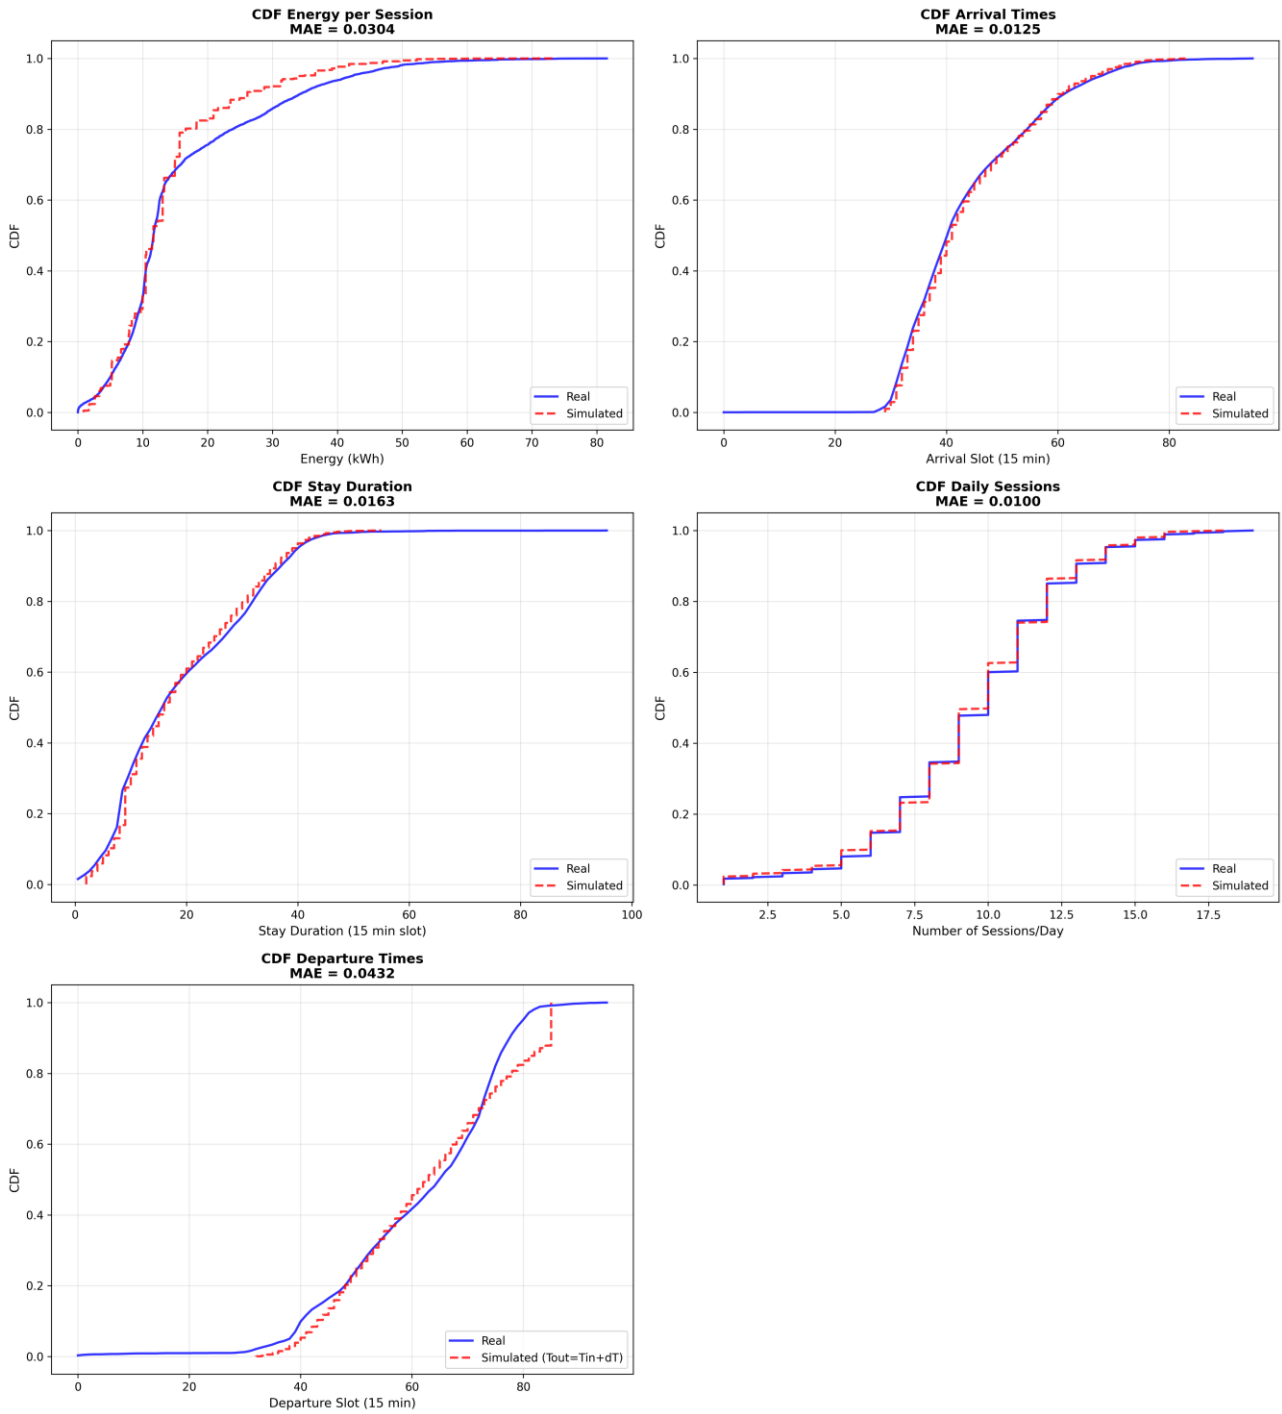 CDF Energy per Session
MAE = 0.0304
CDF
1.0
0.8
0.6
0.4
0.2
0.0
Real
Simulated
0 10 20 30 40 50 60 70 80
Energy (kWh)
CDF Arrival Times
MAE = 0.0125
CDF
1.0
0.8
0.6
0.4
0.2
0.0
Real
Simulated
0 20 40 60 80
Arrival Slot (15 min)
CDF Stay Duration
MAE = 0.0163
CDF
1.0
0.8
0.6
0.4
0.2
0.0
Real
Simulated
0 20 40 60 80 100
Stay Duration (15 min slot)
CDF Daily Sessions
MAE = 0.0100
CDF
1.0
0.8
0.6
0.4
0.2
0.0
Real
Simulated
2.5 5.0 7.5 10.0 12.5 15.0 17.5
Number of Sessions/Day
CDF Departure Times
MAE = 0.0432
CDF
1.0
0.8
0.6
0.4
0.2
0.0
Real
Simulated (Tout=Tin+dT)
0 20 40 60 80
Departure Slot (15 min)